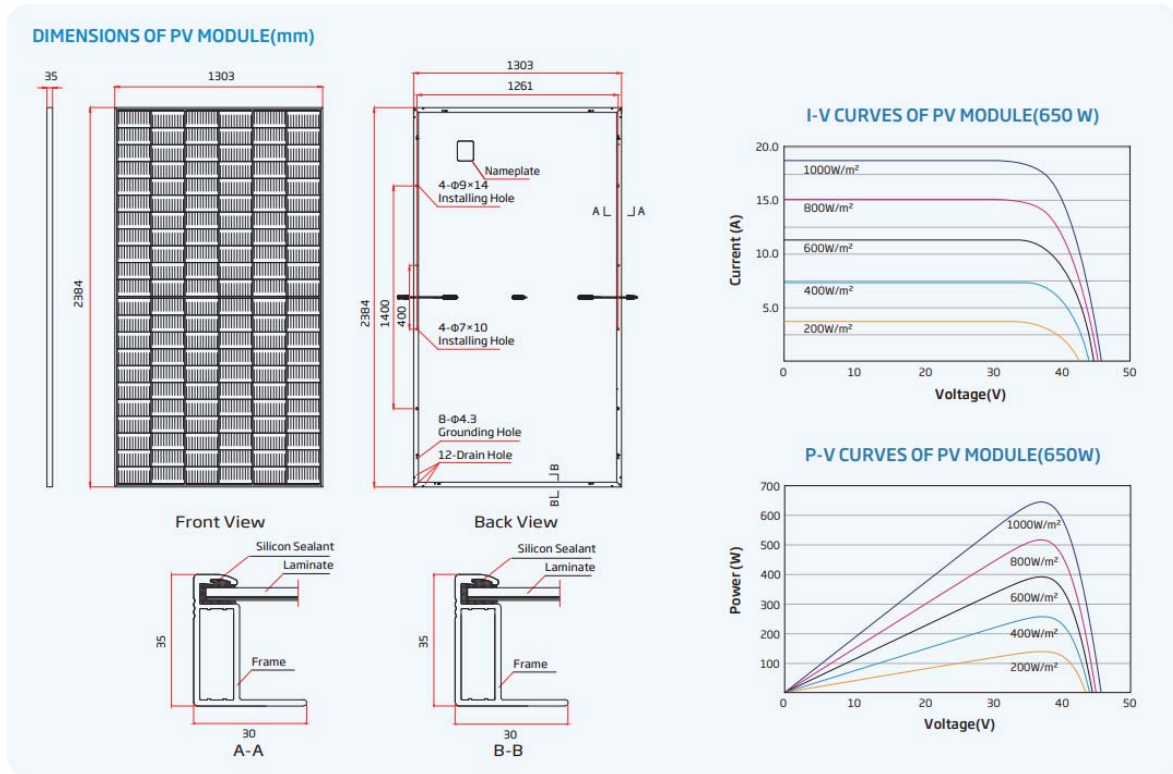 DIMENSIONS OF PV MODULE(mm)
35
1303
2384
Front View
1303
1261
Nameplate
4-Φ9×14
Installing Hole
A
A
2384
1400
400
4-Φ7×10
Installing Hole
8-Φ4.3
Grounding Hole
12-Drain Hole
B
B
Back View
Silicon Sealant
Laminate
35
Frame
30
A-A
Silicon Sealant
Laminate
35
Frame
30
B-B
I-V CURVES OF PV MODULE(650 W)
Current (A)
20.0
15.0
10.0
5.0
1000W/m²
800W/m²
600W/m²
400W/m²
200W/m²
0
10
20
30
40
50
Voltage(V)
P-V CURVES OF PV MODULE(650W)
Power (W)
700
600
500
400
300
200
100
1000W/m²
800W/m²
600W/m²
400W/m²
200W/m²
0
10
20
30
40
50
Voltage(V)